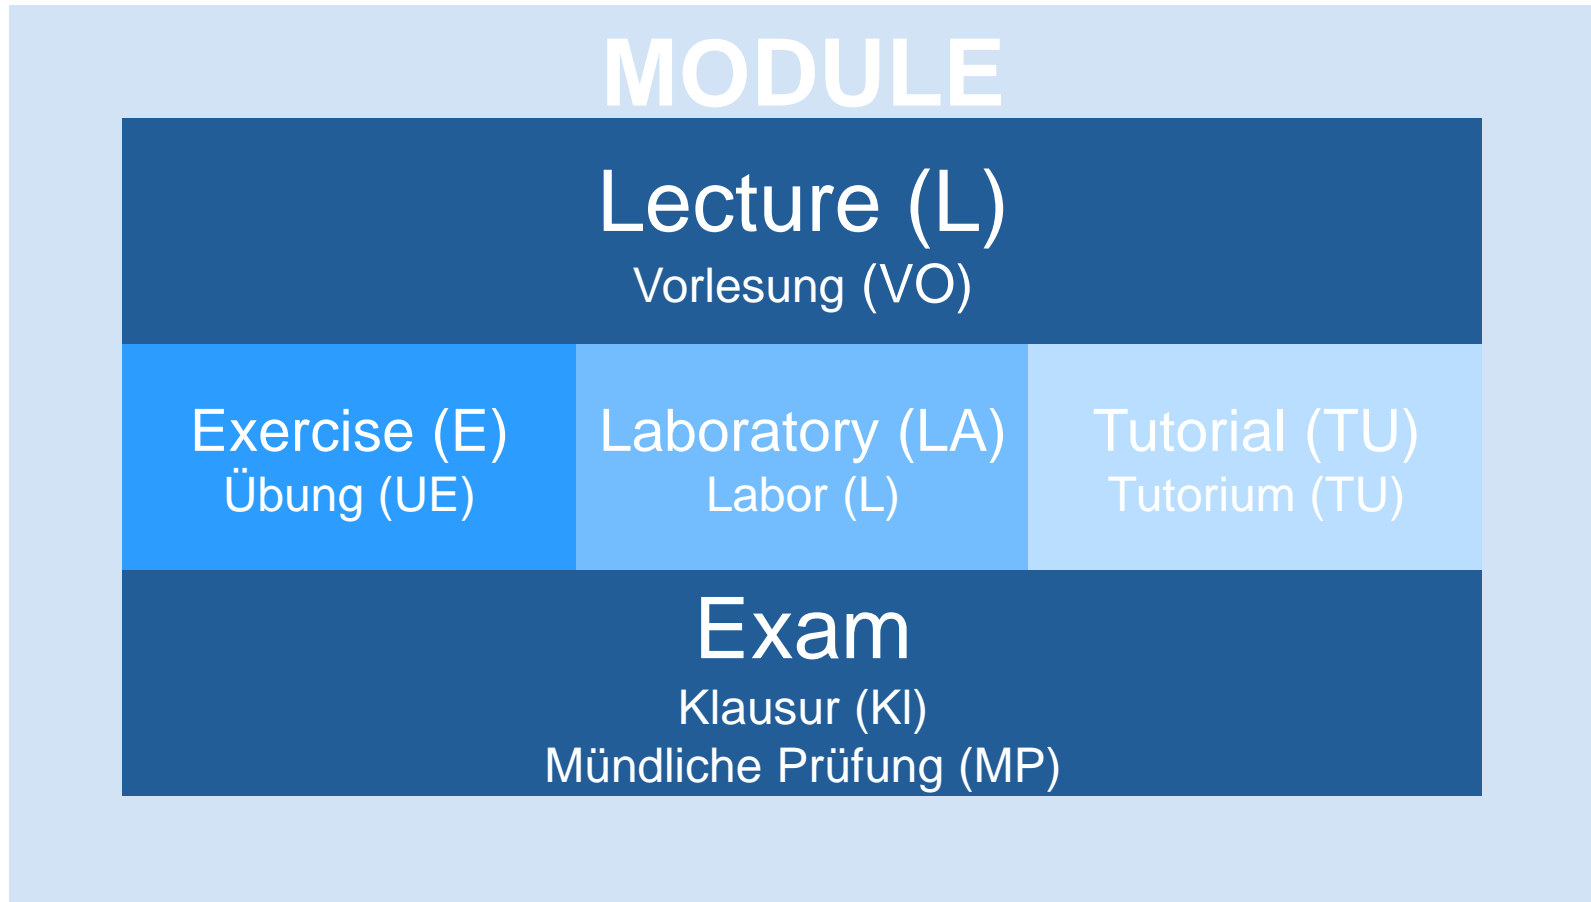 MODULE
Lecture (L)
Vorlesung (VO)
Exercise (E)
Übung (UE)
Laboratory (LA)
Labor (L)
Tutorial (TU)
Tutorium (TU)
Exam
Klausur (Kl)
Mündliche Prüfung (MP)